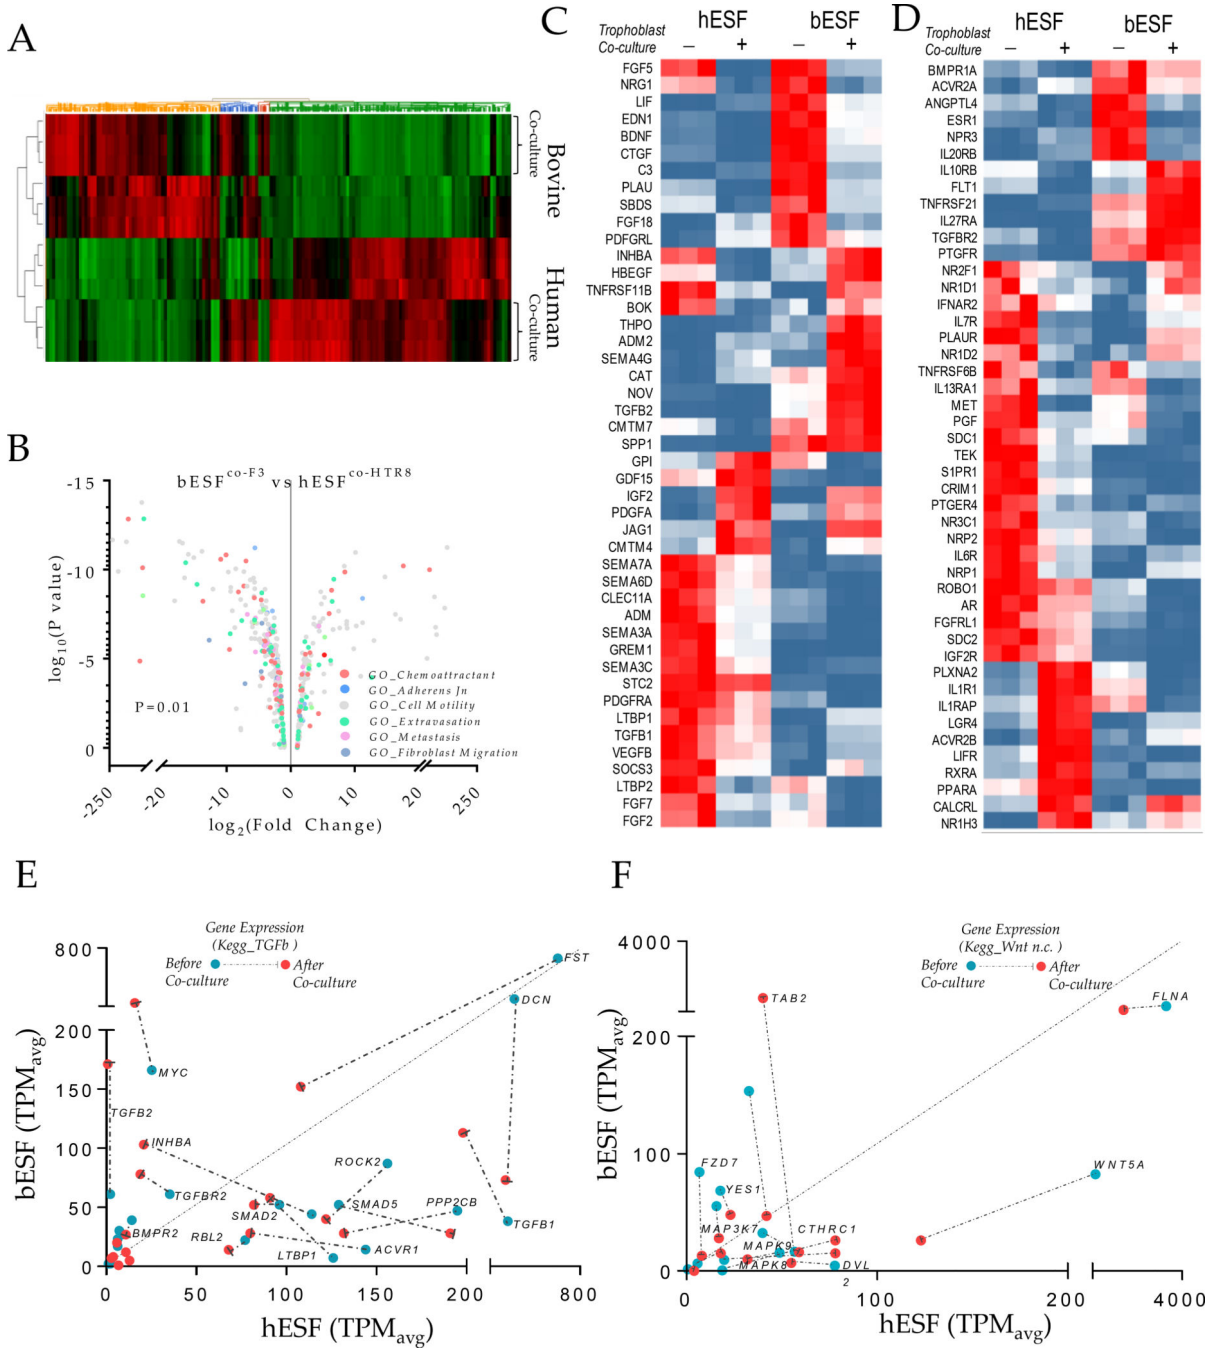 A
Co-culture
Bovine
Human
Co-culture
B
bESF^co-F3 vs hESF^co-HTR8
-15
-10
-5
0
log10(P value)
P=0.01
GO_Chemoattractant
GO_Adherens Jn
GO_Cell Motility
GO_Extravasation
GO_Metastasis
GO_Fibroblast Migration
-250 -20 -10 0 10 20 250
log2(Fold Change)
C
hESF bESF
Trophoblast
Co-culture − + − +
FGF5
NRG1
LIF
EDN1
BDNF
CTGF
C3
PLAU
SBDS
FGF18
PDFGRL
INHBA
HBEGF
TNFRSF11B
BOK
THPO
ADM2
SEMA4G
CAT
NOV
TGFB2
CMTM7
SPP1
GPI
GDF15
IGF2
PDGFA
JAG1
CMTM4
SEMA7A
SEMA6D
CLEC11A
ADM
SEMA3A
GREM1
SEMA3C
STC2
PDGFRA
LTBP1
TGFB1
VEGFB
SOCS3
LTBP2
FGF7
FGF2
D
hESF bESF
Trophoblast
Co-culture − + − +
BMPR1A
ACVR2A
ANGPTL4
ESR1
NPR3
IL20RB
IL10RB
FLT1
TNFRSF21
IL27RA
TGFBR2
PTGFR
NR2F1
NR1D1
IFNAR2
IL7R
PLAUR
NR1D2
TNFRSF6B
IL13RA1
MET
PGF
SDC1
TEK
S1PR1
CRIM1
PTGER4
NR3C1
NRP2
IL6R
NRP1
ROBO1
AR
FGFRL1
SDC2
IGF2R
PLXNA2
IL1R1
IL1RAP
LGR4
ACVR2B
LIFR
RXRA
PPARA
CALCRL
NR1H3
E
Gene Expression
(Kegg_TGFb )
Before
Co-culture
After
Co-culture
800
200
150
100
50
0
bESF (TPMavg)
FST
DCN
MYC
TGFB2
INHBA
ROCK2
TGFBR2
SMAD5
PPP2CB
SMAD2
TGFB1
BMPR2
RBL2
LTBP1
ACVR1
0 50 100 150 200 800
hESF (TPMavg)
F
Gene Expression
(Kegg_Wnt n.c. )
Before
Co-culture
After
Co-culture
4000
200
100
0
bESF (TPMavg)
TAB2
FLNA
FZD7
WNT5A
YES1
MAP3K7
CTHRC1
MAPK9
MAPK8
DVL
2
0 100 200 4000
hESF (TPMavg)